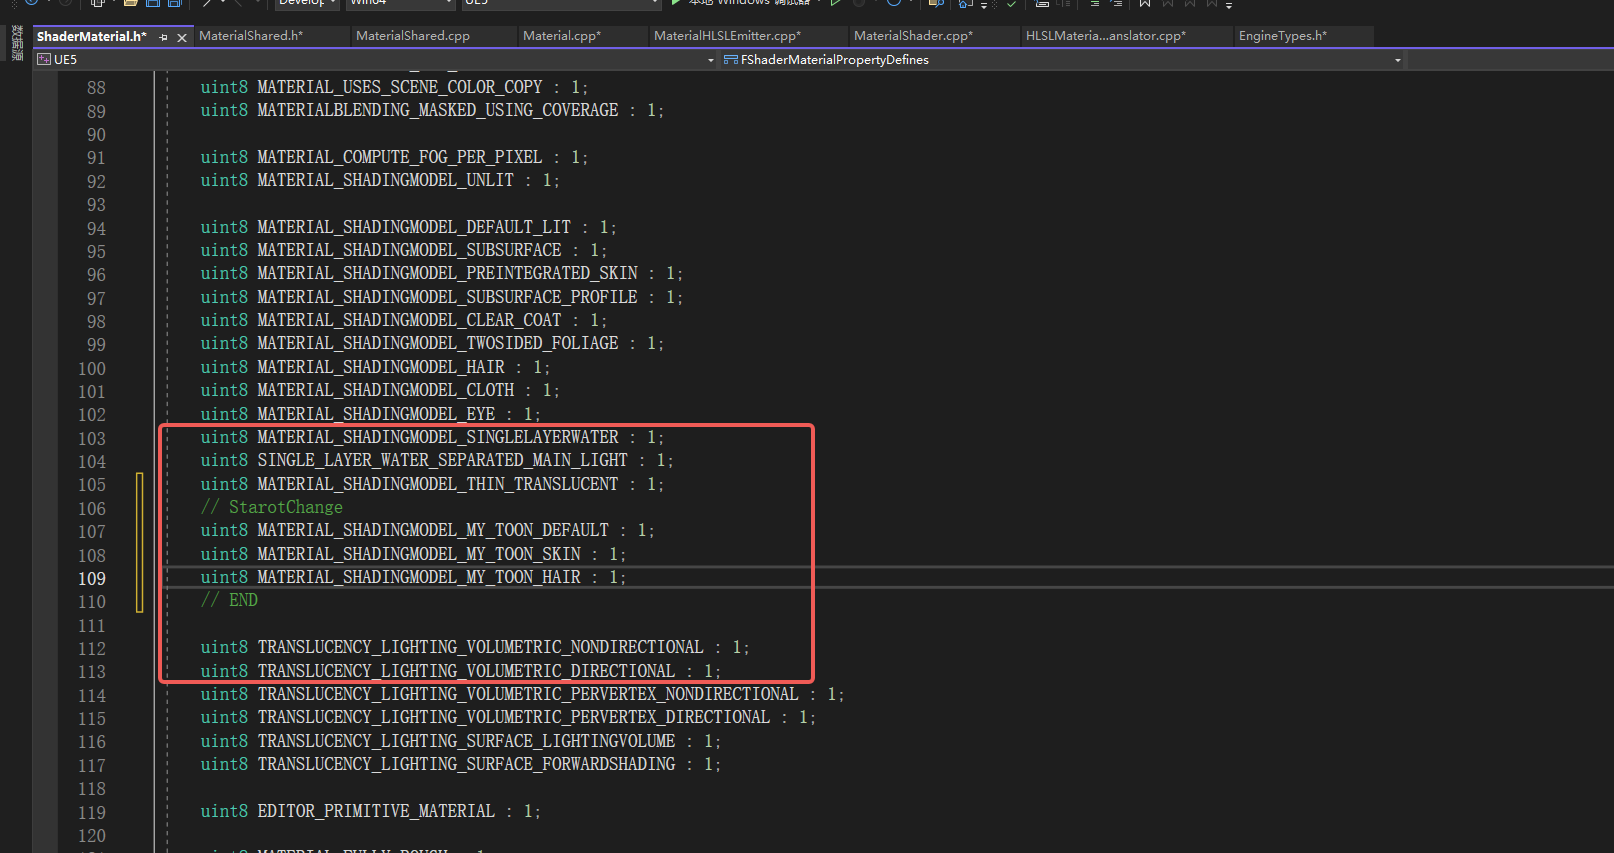 Win64
UE5
本地 Windows 调试器
数据源
ShaderMaterial.h* MaterialShared.h* MaterialShared.cpp Material.cpp* MaterialHLSLEmitter.cpp* MaterialShader.cpp* HLSLMateria...anslator.cpp* EngineTypes.h*
UE5 FShaderMaterialPropertyDefines
88 uint8 MATERIAL_USES_SCENE_COLOR_COPY : 1;
89 uint8 MATERIALBLENDING_MASKED_USING_COVERAGE : 1;
90
91 uint8 MATERIAL_COMPUTE_FOG_PER_PIXEL : 1;
92 uint8 MATERIAL_SHADINGMODEL_UNLIT : 1;
93
94 uint8 MATERIAL_SHADINGMODEL_DEFAULT_LIT : 1;
95 uint8 MATERIAL_SHADINGMODEL_SUBSURFACE : 1;
96 uint8 MATERIAL_SHADINGMODEL_PREINTEGRATED_SKIN : 1;
97 uint8 MATERIAL_SHADINGMODEL_SUBSURFACE_PROFILE : 1;
98 uint8 MATERIAL_SHADINGMODEL_CLEAR_COAT : 1;
99 uint8 MATERIAL_SHADINGMODEL_TWOSIDED_FOLIAGE : 1;
100 uint8 MATERIAL_SHADINGMODEL_HAIR : 1;
101 uint8 MATERIAL_SHADINGMODEL_CLOTH : 1;
102 uint8 MATERIAL_SHADINGMODEL_EYE : 1;
103 uint8 MATERIAL_SHADINGMODEL_SINGLELAYERWATER : 1;
104 uint8 SINGLE_LAYER_WATER_SEPARATED_MAIN_LIGHT : 1;
105 uint8 MATERIAL_SHADINGMODEL_THIN_TRANSLUCENT : 1;
106 // StarotChange
107 uint8 MATERIAL_SHADINGMODEL_MY_TOON_DEFAULT : 1;
108 uint8 MATERIAL_SHADINGMODEL_MY_TOON_SKIN : 1;
109 uint8 MATERIAL_SHADINGMODEL_MY_TOON_HAIR : 1;
110 // END
111
112 uint8 TRANSLUCENCY_LIGHTING_VOLUMETRIC_NONDIRECTIONAL : 1;
113 uint8 TRANSLUCENCY_LIGHTING_VOLUMETRIC_DIRECTIONAL : 1;
114 uint8 TRANSLUCENCY_LIGHTING_VOLUMETRIC_PERVERTEX_NONDIRECTIONAL : 1;
115 uint8 TRANSLUCENCY_LIGHTING_VOLUMETRIC_PERVERTEX_DIRECTIONAL : 1;
116 uint8 TRANSLUCENCY_LIGHTING_SURFACE_LIGHTINGVOLUME : 1;
117 uint8 TRANSLUCENCY_LIGHTING_SURFACE_FORWARDSHADING : 1;
118
119 uint8 EDITOR_PRIMITIVE_MATERIAL : 1;
120